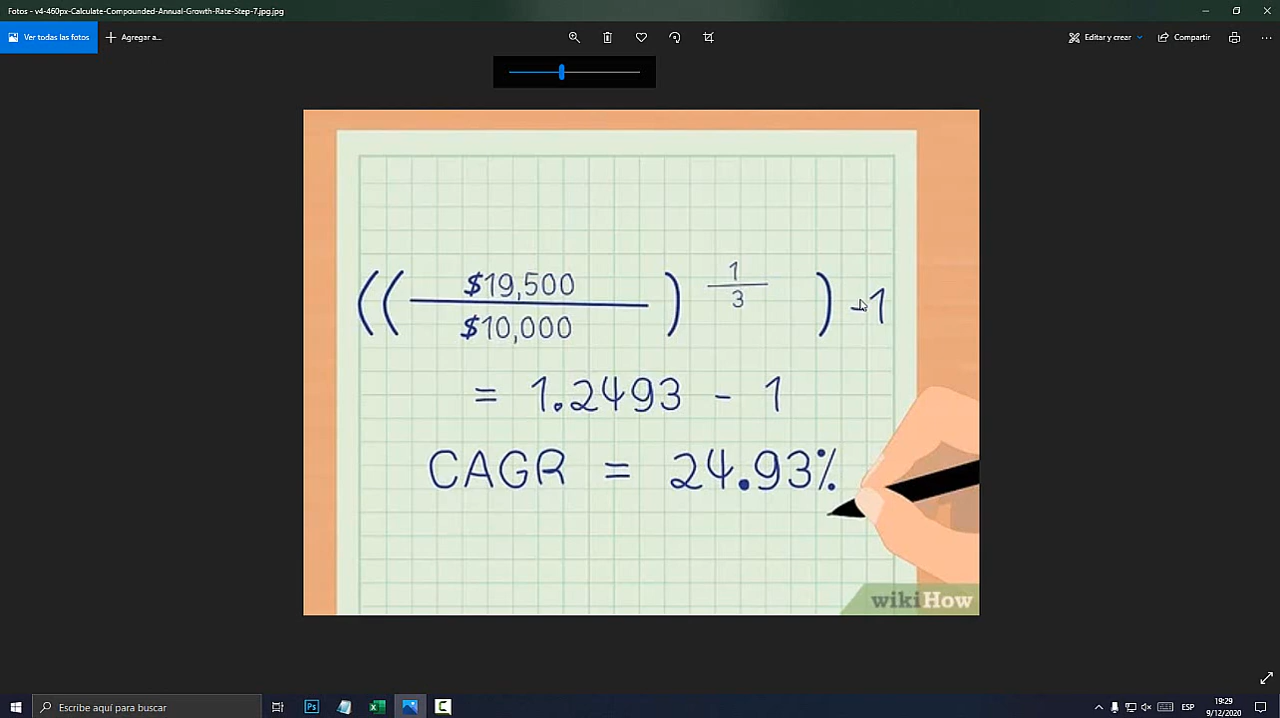 Fotos - v4-460px-Calculate-Compounded-Annual-Growth-Rate-Step-7.jpg.jpg
Ver todas las fotos
Agregar a...
Editar y crear
Compartir
((
$19,500
$10,000
)
1
3
) -1
= 1.2493 - 1
CAGR = 24.93%
wikiHow
Escribe aquí para buscar
Ps
ESP
19:29
9/12/2020